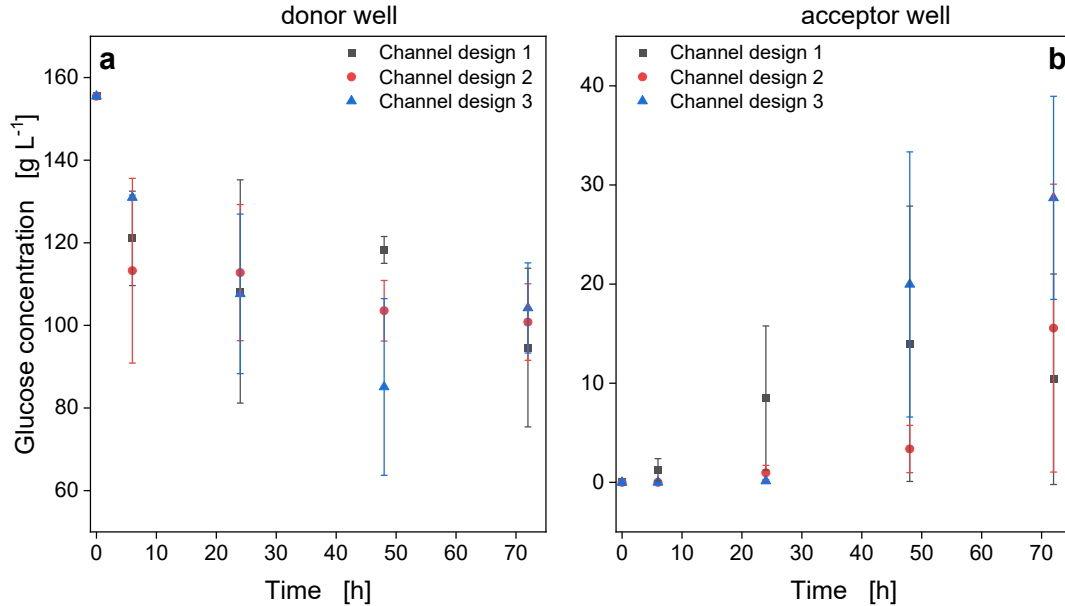 donor well
acceptor well
a
Channel design 1
Channel design 2
Channel design 3
b
Channel design 1
Channel design 2
Channel design 3
Glucose concentration [g L⁻¹]
160
140
120
100
80
60
0 10 20 30 40 50 60 70
Time [h]
40
30
20
10
0
0 10 20 30 40 50 60 70
Time [h]